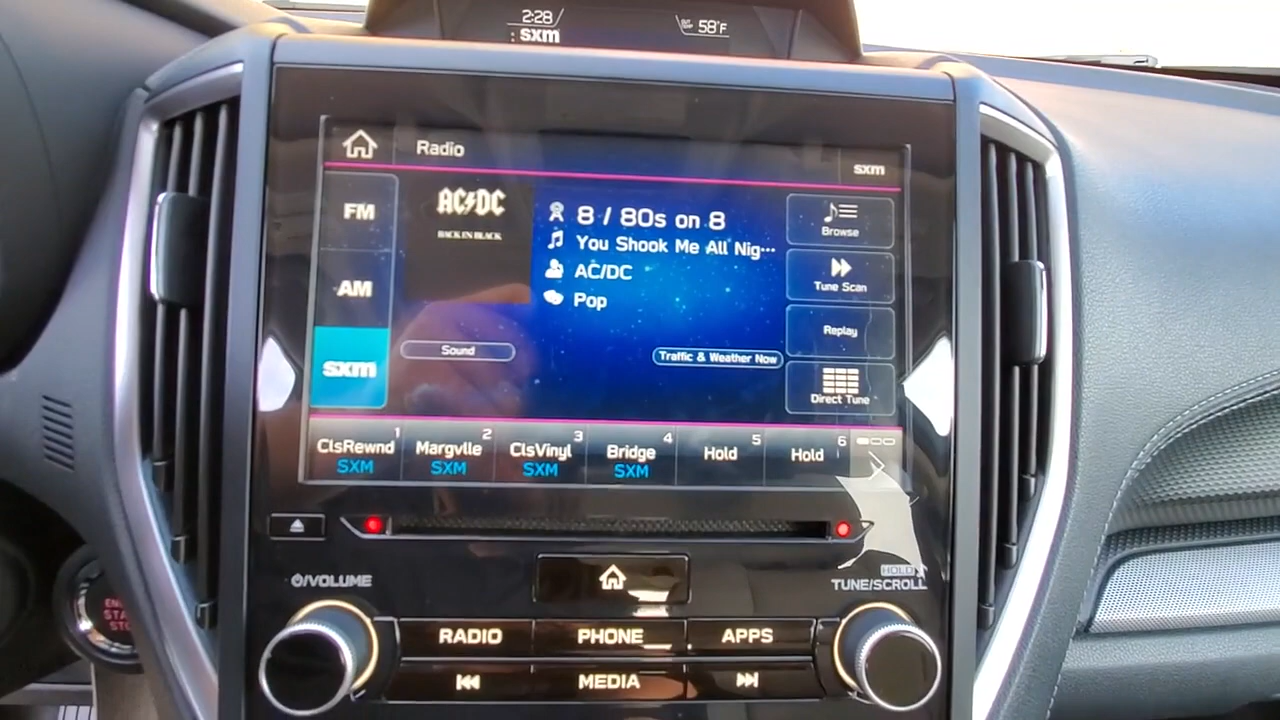 2:28
: sxm
OUT TEMP 58°F
Radio
sxm
FM
AM
sxm
AC/DC
BACK IN BLACK
8 / 80s on 8
You Shook Me All Nig···
AC/DC
Pop
Sound
Traffic & Weather Now
Browse
Tune Scan
Replay
Direct Tune
1 ClsRewnd SXM
2 Margvlle SXM
3 ClsVinyl SXM
4 Bridge SXM
5 Hold
6 Hold
/VOLUME
HOLD
TUNE/SCROLL
RADIO
PHONE
APPS
MEDIA